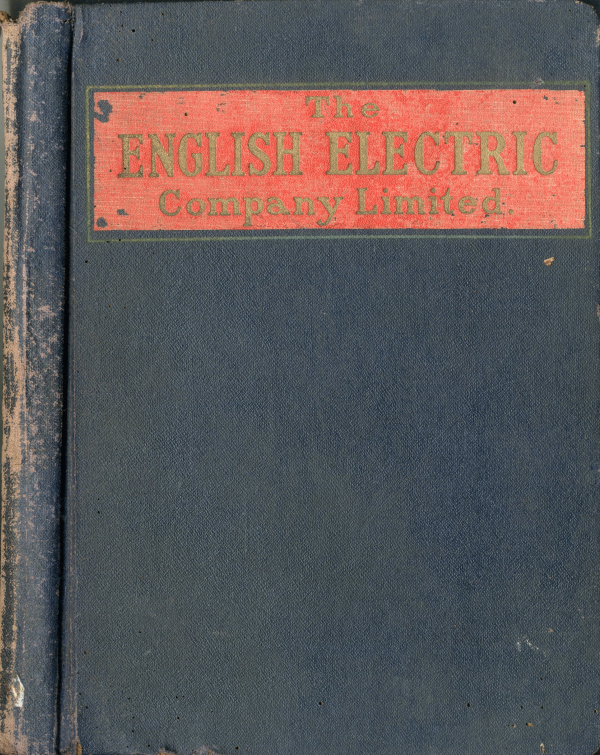 The
ENGLISH ELECTRIC
Company Limited.